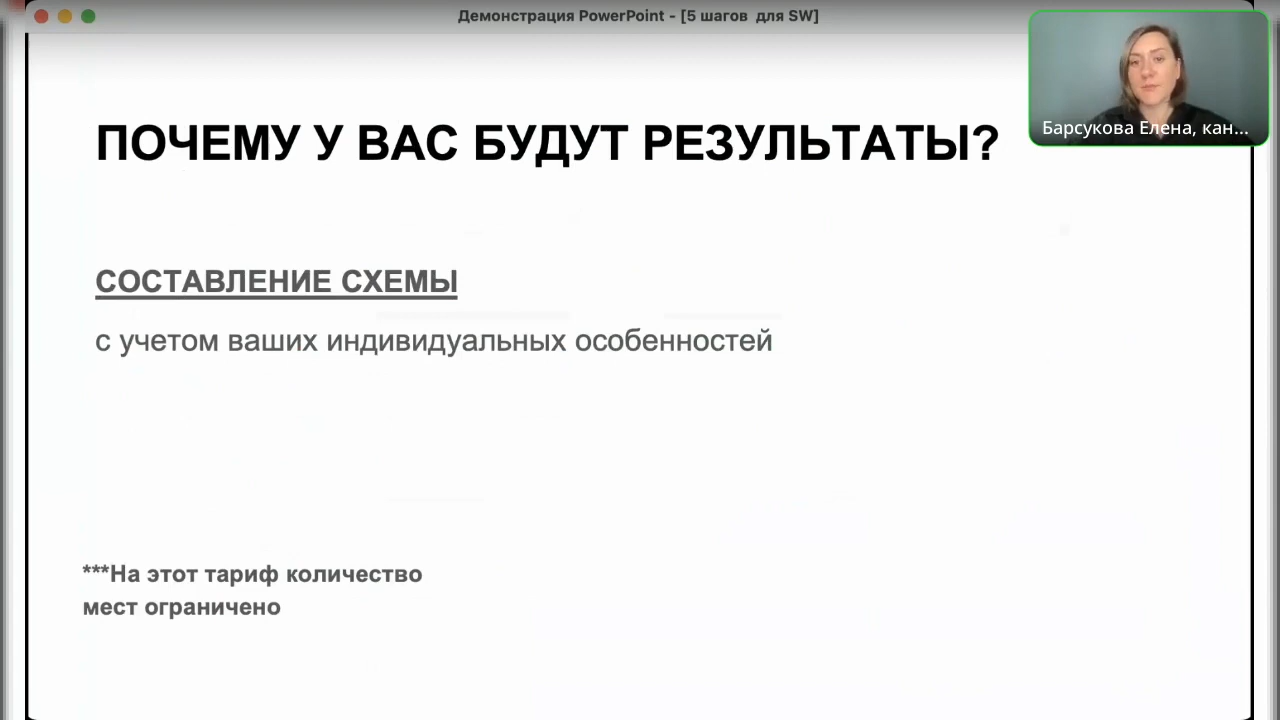 Демонстрация PowerPoint - [5 шагов для SW]
Барсукова Елена, кан...
ПОЧЕМУ У ВАС БУДУТ РЕЗУЛЬТАТЫ?
СОСТАВЛЕНИЕ СХЕМЫ
с учетом ваших индивидуальных особенностей
***На этот тариф количество
мест ограничено